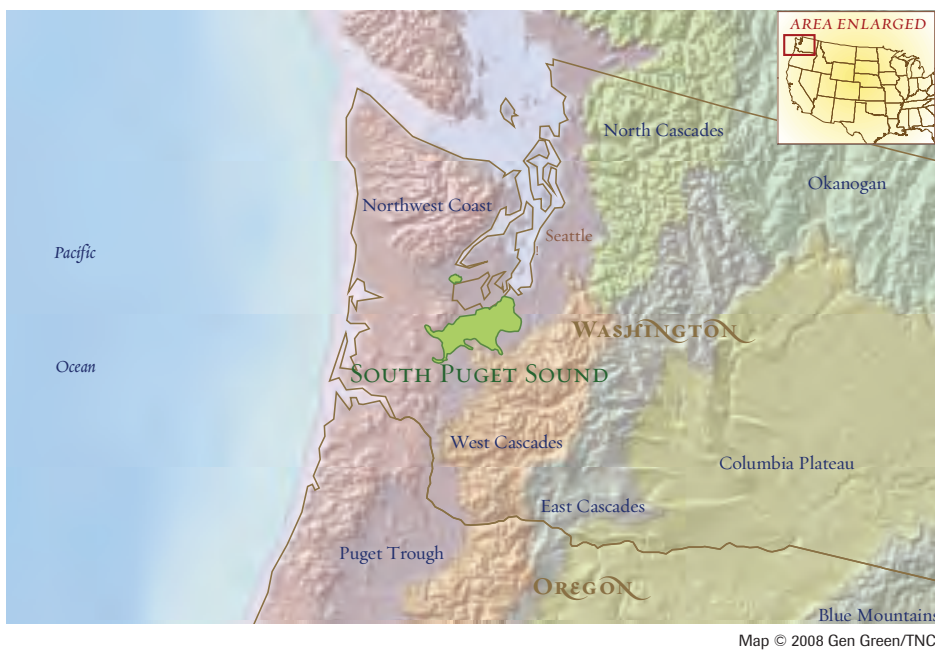 AREA ENLARGED
North Cascades
Okanogan
Northwest Coast
Seattle
Pacific
WASHINGTON
Ocean
SOUTH PUGET SOUND
West Cascades
Columbia Plateau
East Cascades
Puget Trough
OREGON
Blue Mountains
Map © 2008 Gen Green/TNC